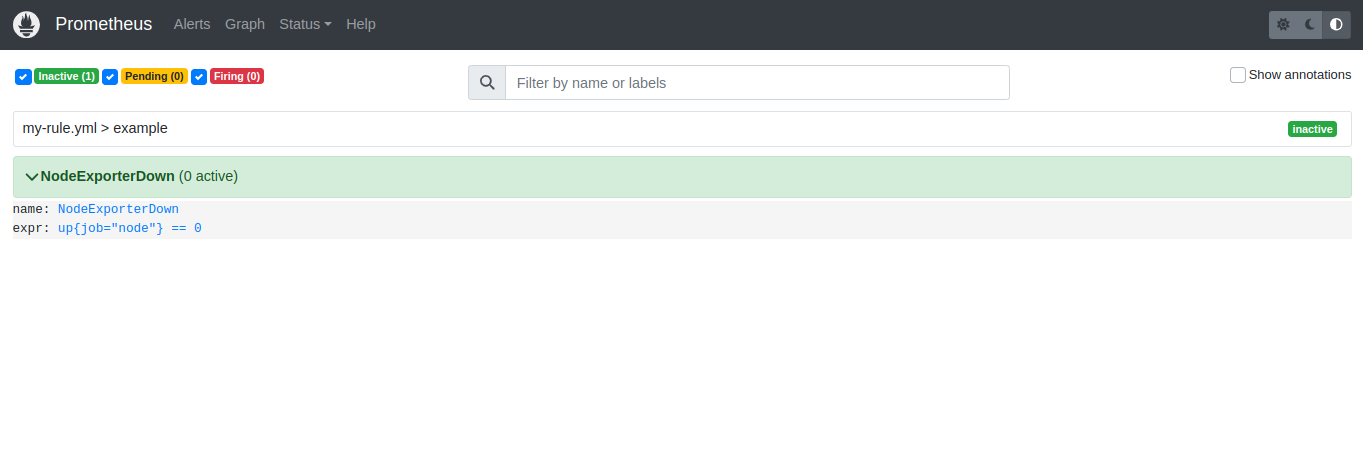 Prometheus Alerts Graph Status Help
Inactive (1) Pending (0) Firing (0) Filter by name or labels Show annotations
my-rule.yml > example inactive
NodeExporterDown (0 active)
name: NodeExporterDown
expr: up{job="node"} == 0